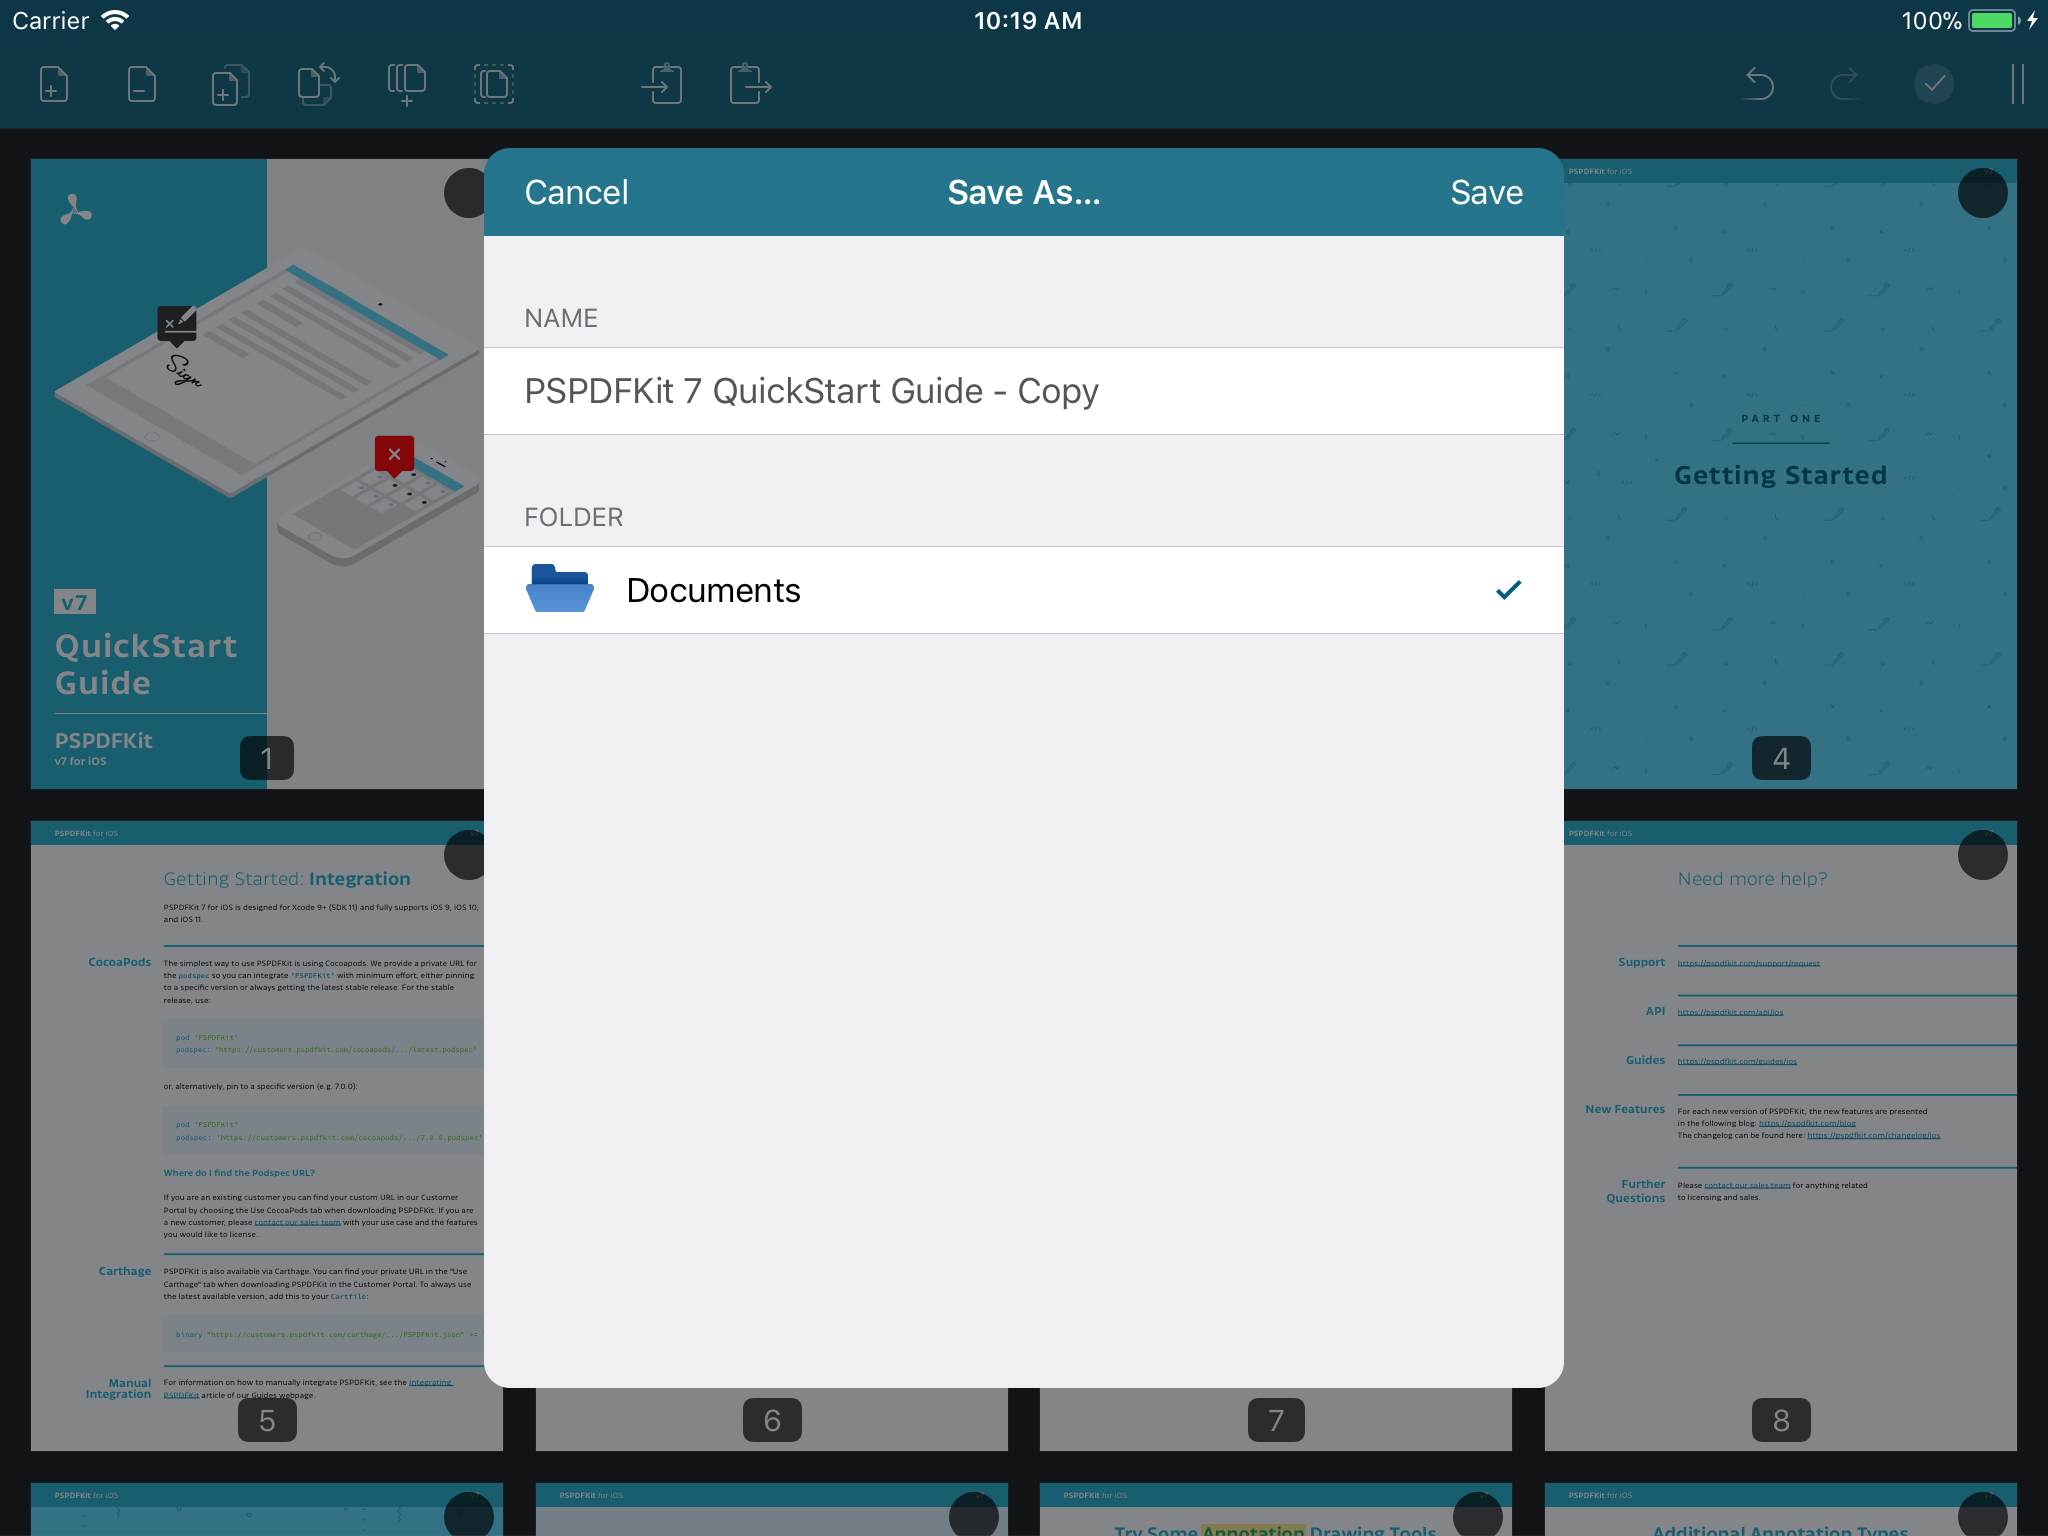 Carrier
10:19 AM
100%
Cancel
Save As...
Save
NAME
PSPDFKit 7 QuickStart Guide - Copy
FOLDER
Documents
Sign
v7
QuickStart
Guide
PSPDFKit
v7 for iOS
1
PSPDFKit for iOS
PART ONE
Getting Started
4
PSPDFKit for iOS
Getting Started: Integration
PSPDFKit 7 for iOS is designed for Xcode 9+ (SDK 11) and fully supports iOS 9, iOS 10,
and iOS 11.
CocoaPods
The simplest way to use PSPDFKit is using Cocoapods. We provide a private URL for
the podspec so you can integrate 'PSPDFKit' with minimum effort, either pinning
to a specific version or always getting the latest stable release. For the stable
release, use:
pod 'PSPDFKit'
podspec: 'https://customers.pspdfkit.com/cocoapods/.../latest.podspec'
or, alternatively, pin to a specific version (e.g. 7.0.0):
pod 'PSPDFKit'
podspec: 'https://customers.pspdfkit.com/cocoapods/.../7.0.0.podspec'
Where do I find the Podspec URL?
If you are an existing customer you can find your custom URL in our Customer
Portal by choosing the Use CocoaPods tab when downloading PSPDFKit. If you are
a new customer, please contact our sales team with your use case and the features
you would like to license.
Carthage
PSPDFKit is also available via Carthage. You can find your private URL in the "Use
Carthage" tab when downloading PSPDFKit in the Customer Portal. To always use
the latest available version, add this to your Cartfile:
binary "https://customers.pspdfkit.com/carthage/.../PSPDFKit.json" >=
Manual
Integration
For information on how to manually integrate PSPDFKit, see the Integrating
PSPDFKit article of our Guides webpage.
5
6
7
PSPDFKit for iOS
Need more help?
Support
https://pspdfkit.com/support/request
API
https://pspdfkit.com/api/ios
Guides
https://pspdfkit.com/guides/ios
New Features
For each new version of PSPDFKit, the new features are presented
in the following blog: https://pspdfkit.com/blog
The changelog can be found here: https://pspdfkit.com/changelog/ios
Further
Questions
Please contact our sales team for anything related
to licensing and sales.
8
PSPDFKit for iOS
PSPDFKit for iOS
PSPDFKit for iOS
Try Some Annotation Drawing Tools
PSPDFKit for iOS
Additional Annotation Types